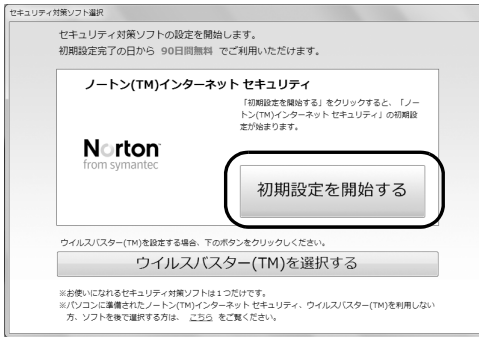 セキュリティ対策ソフト選択
セキュリティ対策ソフトの設定を開始します。
初期設定完了の日から 90日間無料 でご利用いただけます。
ノートン(TM)インターネット セキュリティ
「初期設定を開始する」をクリックすると、「ノー
トン(TM)インターネット セキュリティ」の初期設
定が始まります。
Norton
from symantec
初期設定を開始する
ウイルスバスター(TM)を設定する場合、下のボタンをクリックしてください。
ウイルスバスター(TM)を選択する
※お使いになれるセキュリティ対策ソフトは１つだけです。
※パソコンに準備されたノートン(TM)インターネット セキュリティ、ウイルスバスター(TM)を利用しない
方、ソフトを後で選択する方は、 こちら をご覧ください。